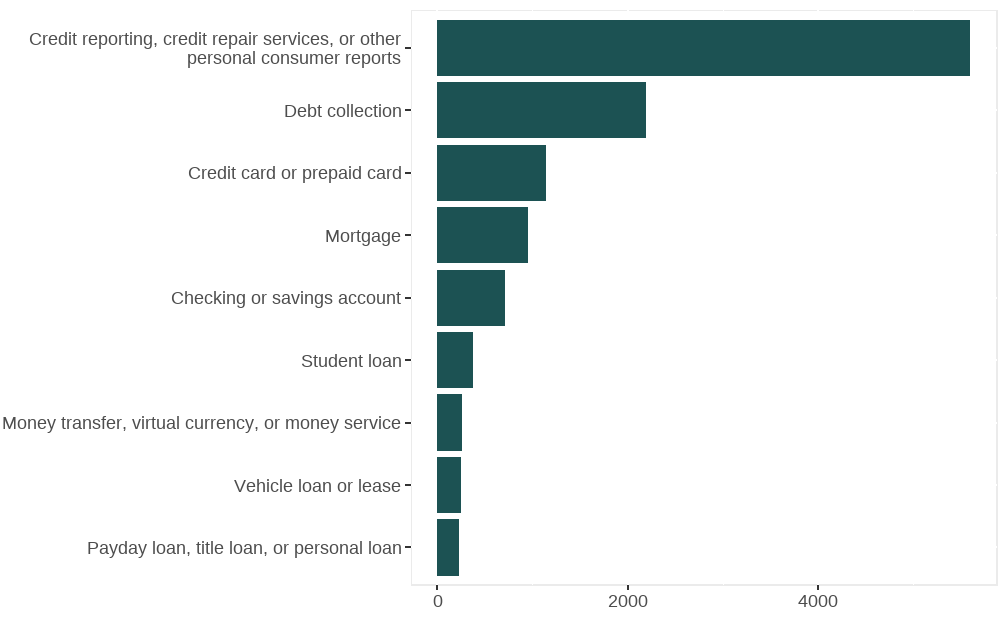 Credit reporting, credit repair services, or other
personal consumer reports
Debt collection
Credit card or prepaid card
Mortgage
Checking or savings account
Student loan
Money transfer, virtual currency, or money service
Vehicle loan or lease
Payday loan, title loan, or personal loan
0 2000 4000